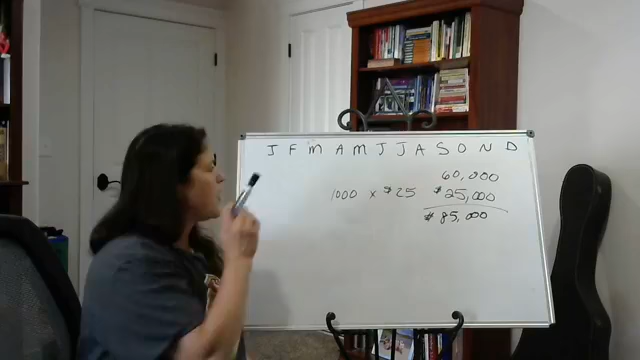 J F M A M J J A S O N D
60,000
1000 x $25 $25,000
$85,000